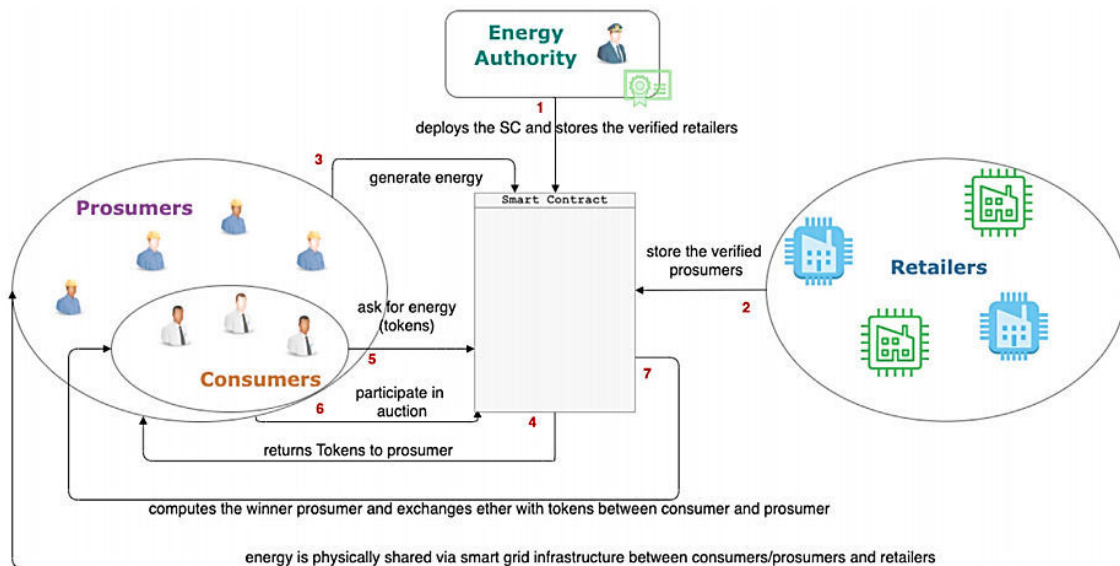 Energy
Authority
1
deploys the SC and stores the verified retailers
3
generate energy
Smart Contract
Prosumers
store the verified
prosumers
2
Retailers
ask for energy
(tokens)
5
Consumers
7
6
participate in
auction
4
returns Tokens to prosumer
computes the winner prosumer and exchanges ether with tokens between consumer and prosumer
energy is physically shared via smart grid infrastructure between consumers/prosumers and retailers